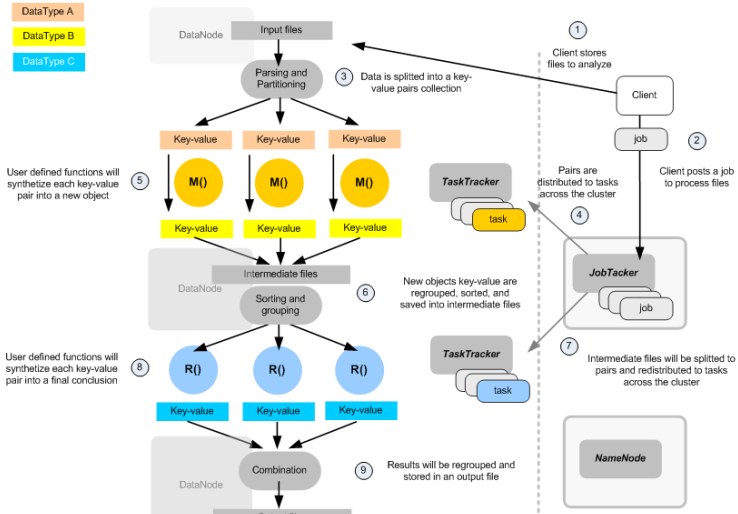 DataType A
DataType B
DataType C
DataNode
Input files
Parsing and
Partitioning
3
Data is splitted into a key-
value pairs collection
1
Client stores
files to analyze
Client
job
2
Client posts a job
to process files
Key-value
Key-value
Key-value
User defined functions will
synthetize each key-value
pair into a new object
5
M()
M()
M()
TaskTracker
task
Pairs are
distributed to tasks
across the cluster
4
Key-value
Key-value
Key-value
JobTacker
job
DataNode
Intermediate files
Sorting and
grouping
6
New objects key-value are
regrouped, sorted, and
saved into intermediate files
User defined functions will
synthetize each key-value
pair into a final conclusion
8
R()
R()
R()
TaskTracker
task
7
Intermediate files will be splitted to
pairs and redistributed to tasks
across the cluster
Key-value
Key-value
Key-value
DataNode
Combination
9
Results will be regrouped and
stored in an output file
NameNode